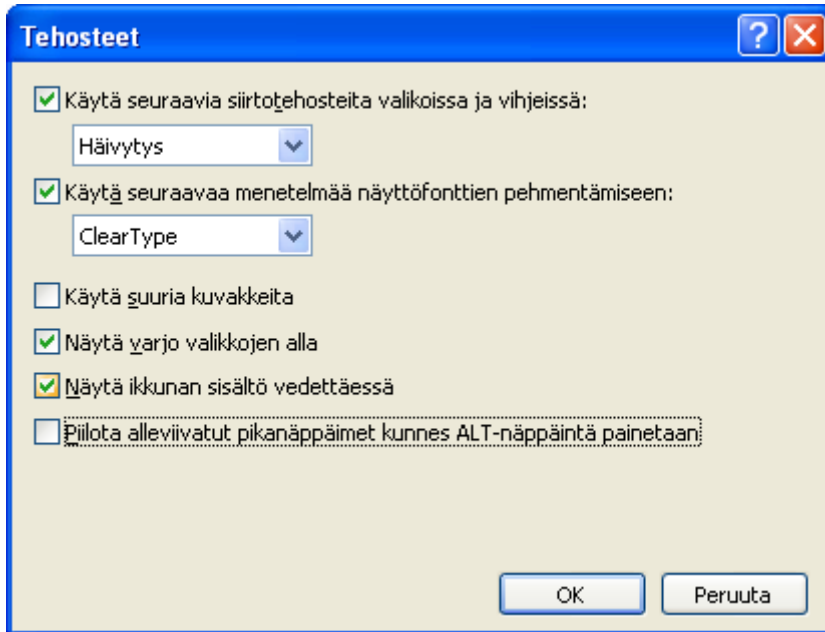 Tehosteet
Käytä seuraavia siirtotehosteita valikoissa ja vihjeissä:
Häivytys
Käytä seuraavaa menetelmää näyttöfonttien pehmentämiseen:
ClearType
Käytä suuria kuvakkeita
Näytä varjo valikkojen alla
Näytä ikkunan sisältö vedettäessä
Piilota alleviivatut pikanäppäimet kunnes ALT-näppäintä painetaan
OK Peruuta